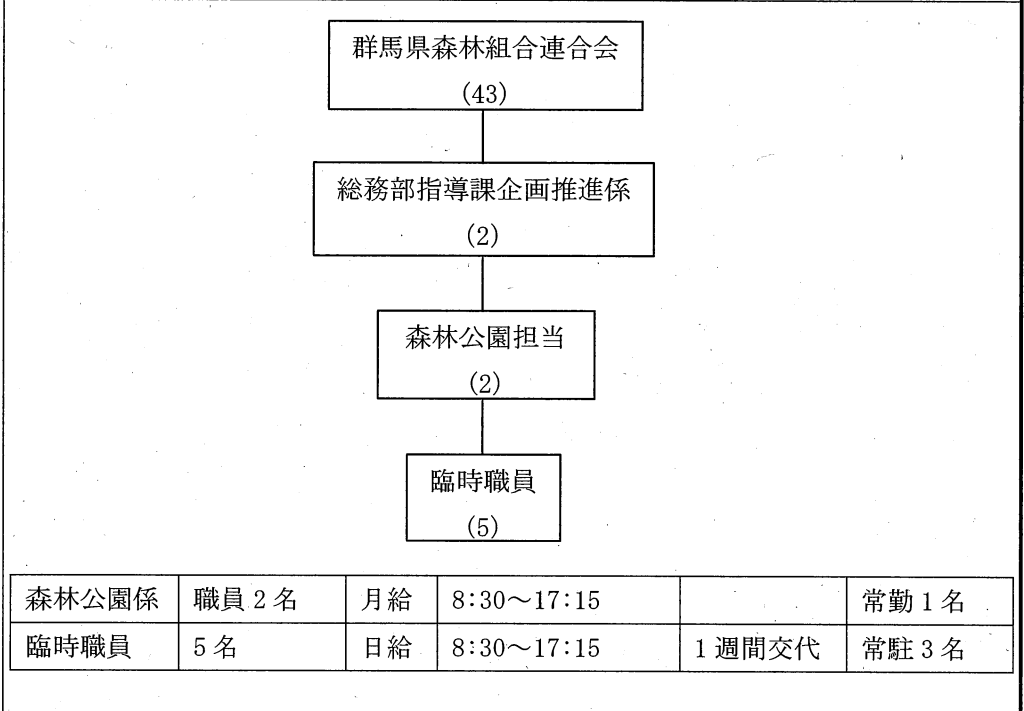 群馬県森林組合連合会
(43)
総務部指導課企画推進係
(2)
森林公園担当
(2)
臨時職員
(5)
森林公園係 職員2名 月給 8:30～17:15 常勤1名
臨時職員 5名 日給 8:30～17:15 1週間交代 常駐3名